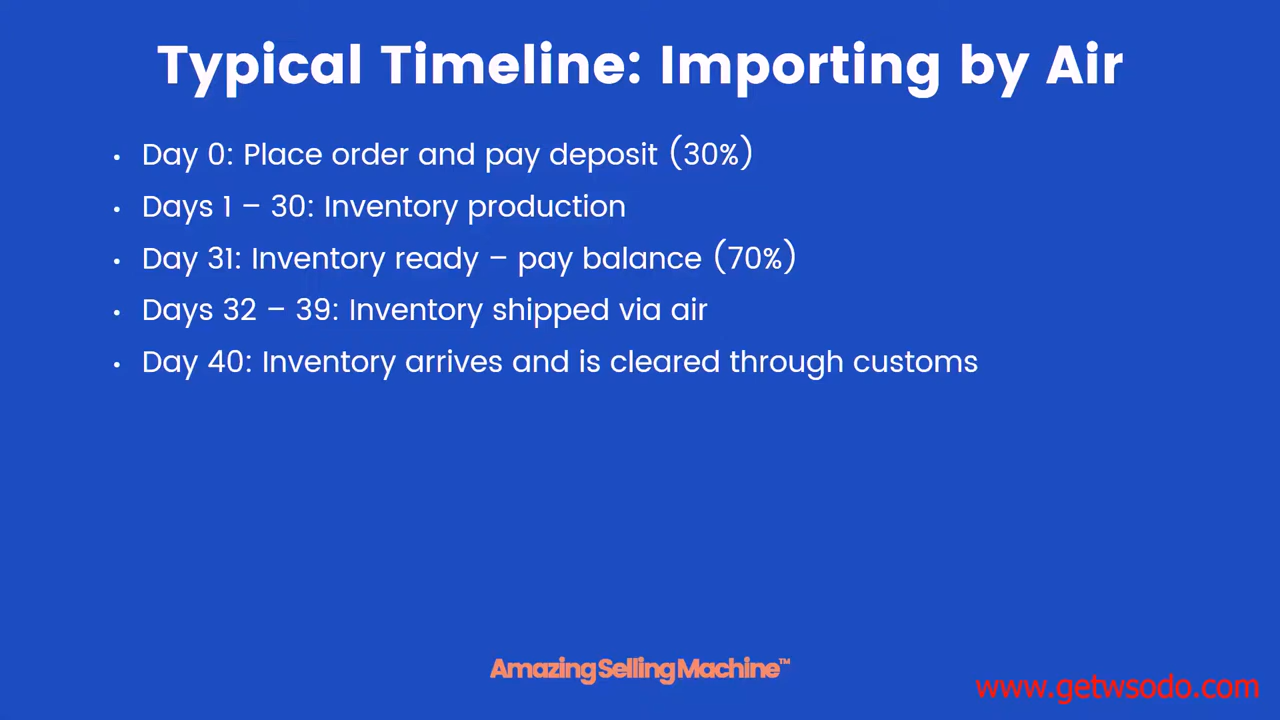 Typical Timeline: Importing by Air
• Day 0: Place order and pay deposit (30%)
• Days 1 – 30: Inventory production
• Day 31: Inventory ready – pay balance (70%)
• Days 32 – 39: Inventory shipped via air
• Day 40: Inventory arrives and is cleared through customs
Amazing Selling Machine™
www.getwsodo.com